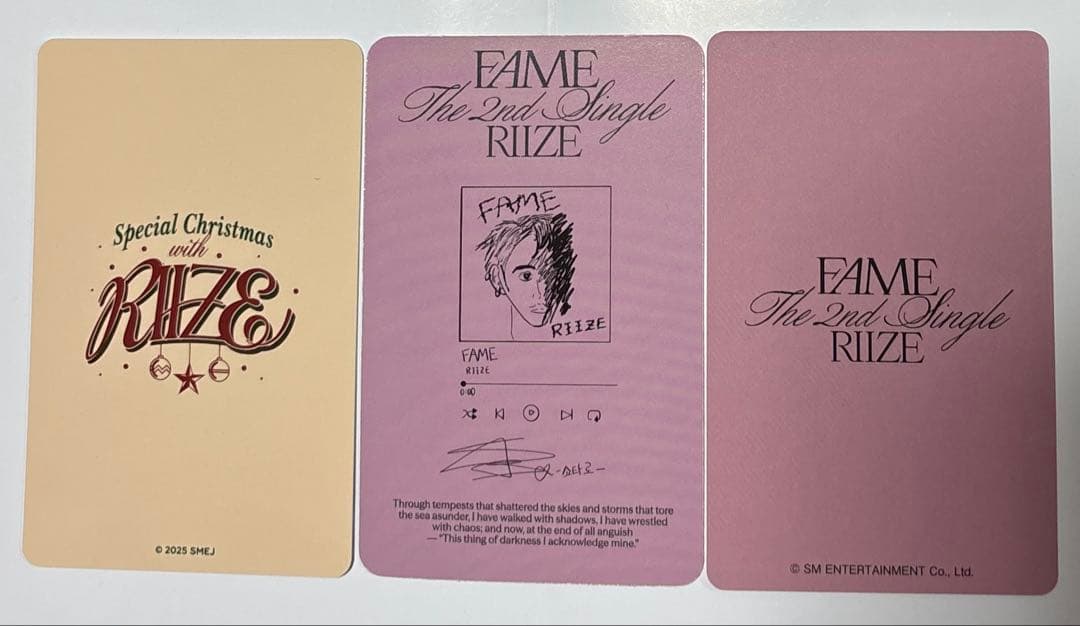 Special Christmas
with
RIIZE
© 2025 SMEJ
FAME
The 2nd Single
RIIZE
FAME
RIIZE
FAME
RIIZE
0:00
-쇼타로-
Through tempests that shattered the skies and storms that tore
the sea asunder, I have walked with shadows, I have wrestled
with chaos; and now, at the end of all anguish
— "This thing of darkness I acknowledge mine."
FAME
The 2nd Single
RIIZE
© SM ENTERTAINMENT Co., Ltd.